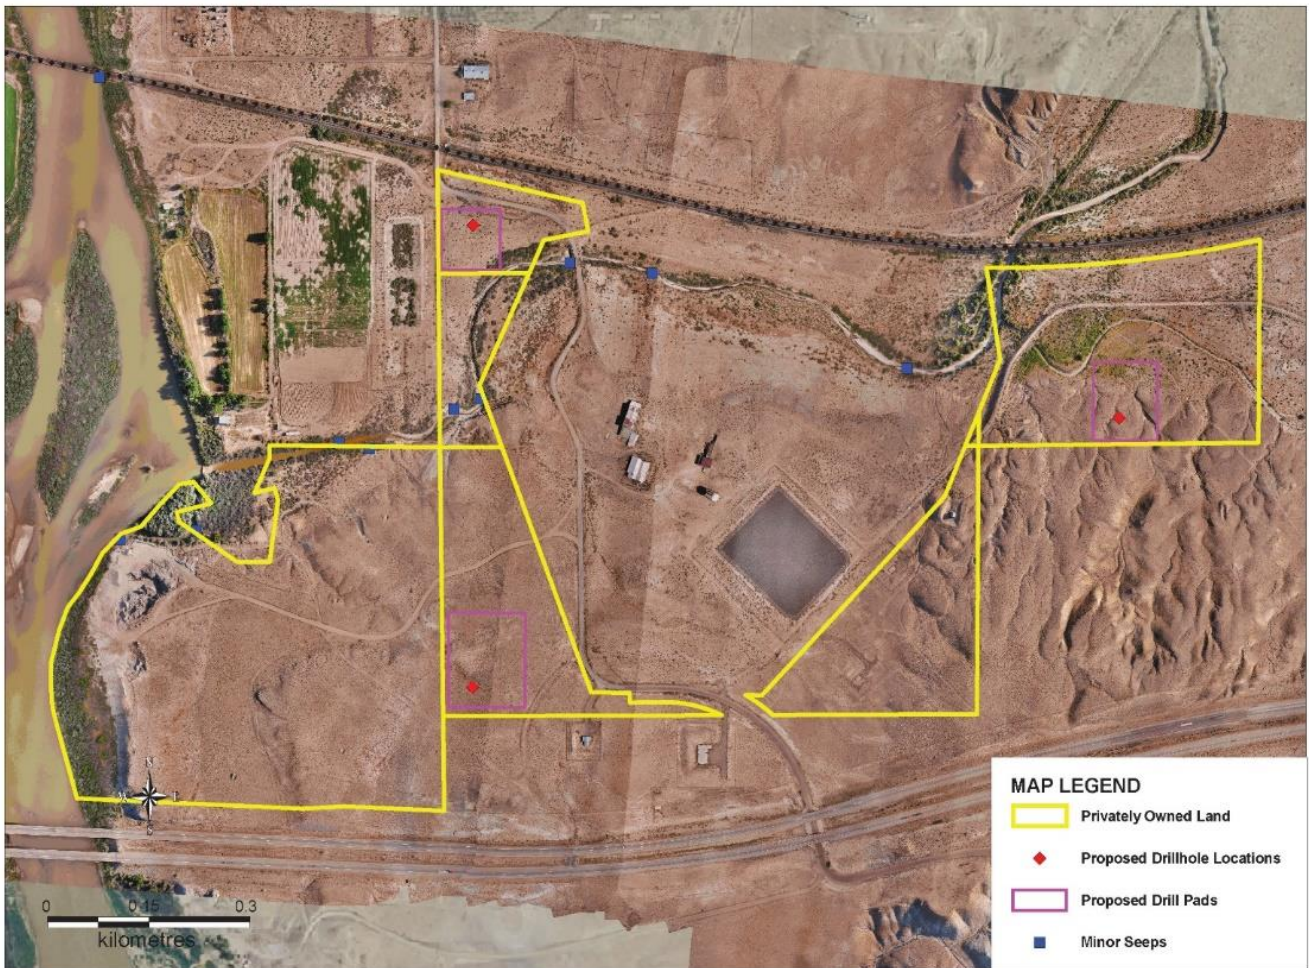 MAP LEGEND
Privately Owned Land
Proposed Drillhole Locations
Proposed Drill Pads
Minor Seeps
0 0.15 0.3
kilometres